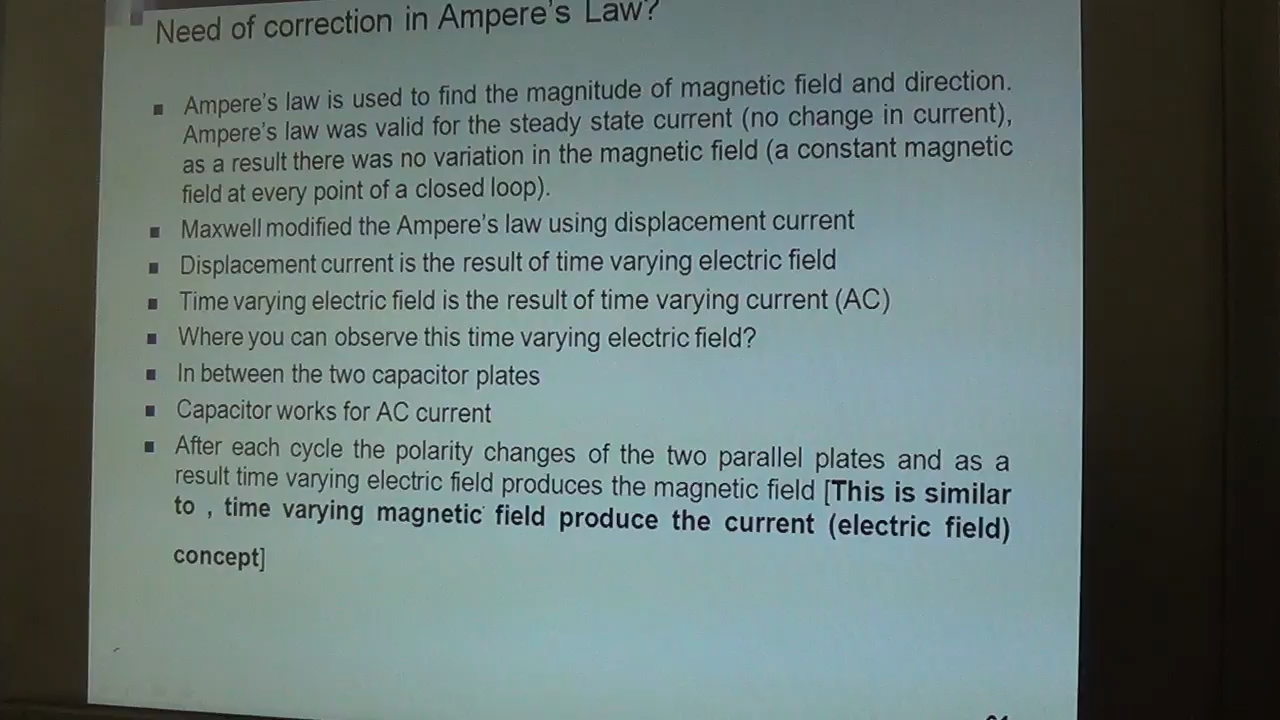 Need of correction in Ampere's Law?
▪ Ampere's law is used to find the magnitude of magnetic field and direction.
Ampere's law was valid for the steady state current (no change in current),
as a result there was no variation in the magnetic field (a constant magnetic
field at every point of a closed loop).
▪ Maxwell modified the Ampere's law using displacement current
▪ Displacement current is the result of time varying electric field
▪ Time varying electric field is the result of time varying current (AC)
▪ Where you can observe this time varying electric field?
▪ In between the two capacitor plates
▪ Capacitor works for AC current
▪ After each cycle the polarity changes of the two parallel plates and as a
result time varying electric field produces the magnetic field [This is similar
to , time varying magnetic field produce the current (electric field)
concept]